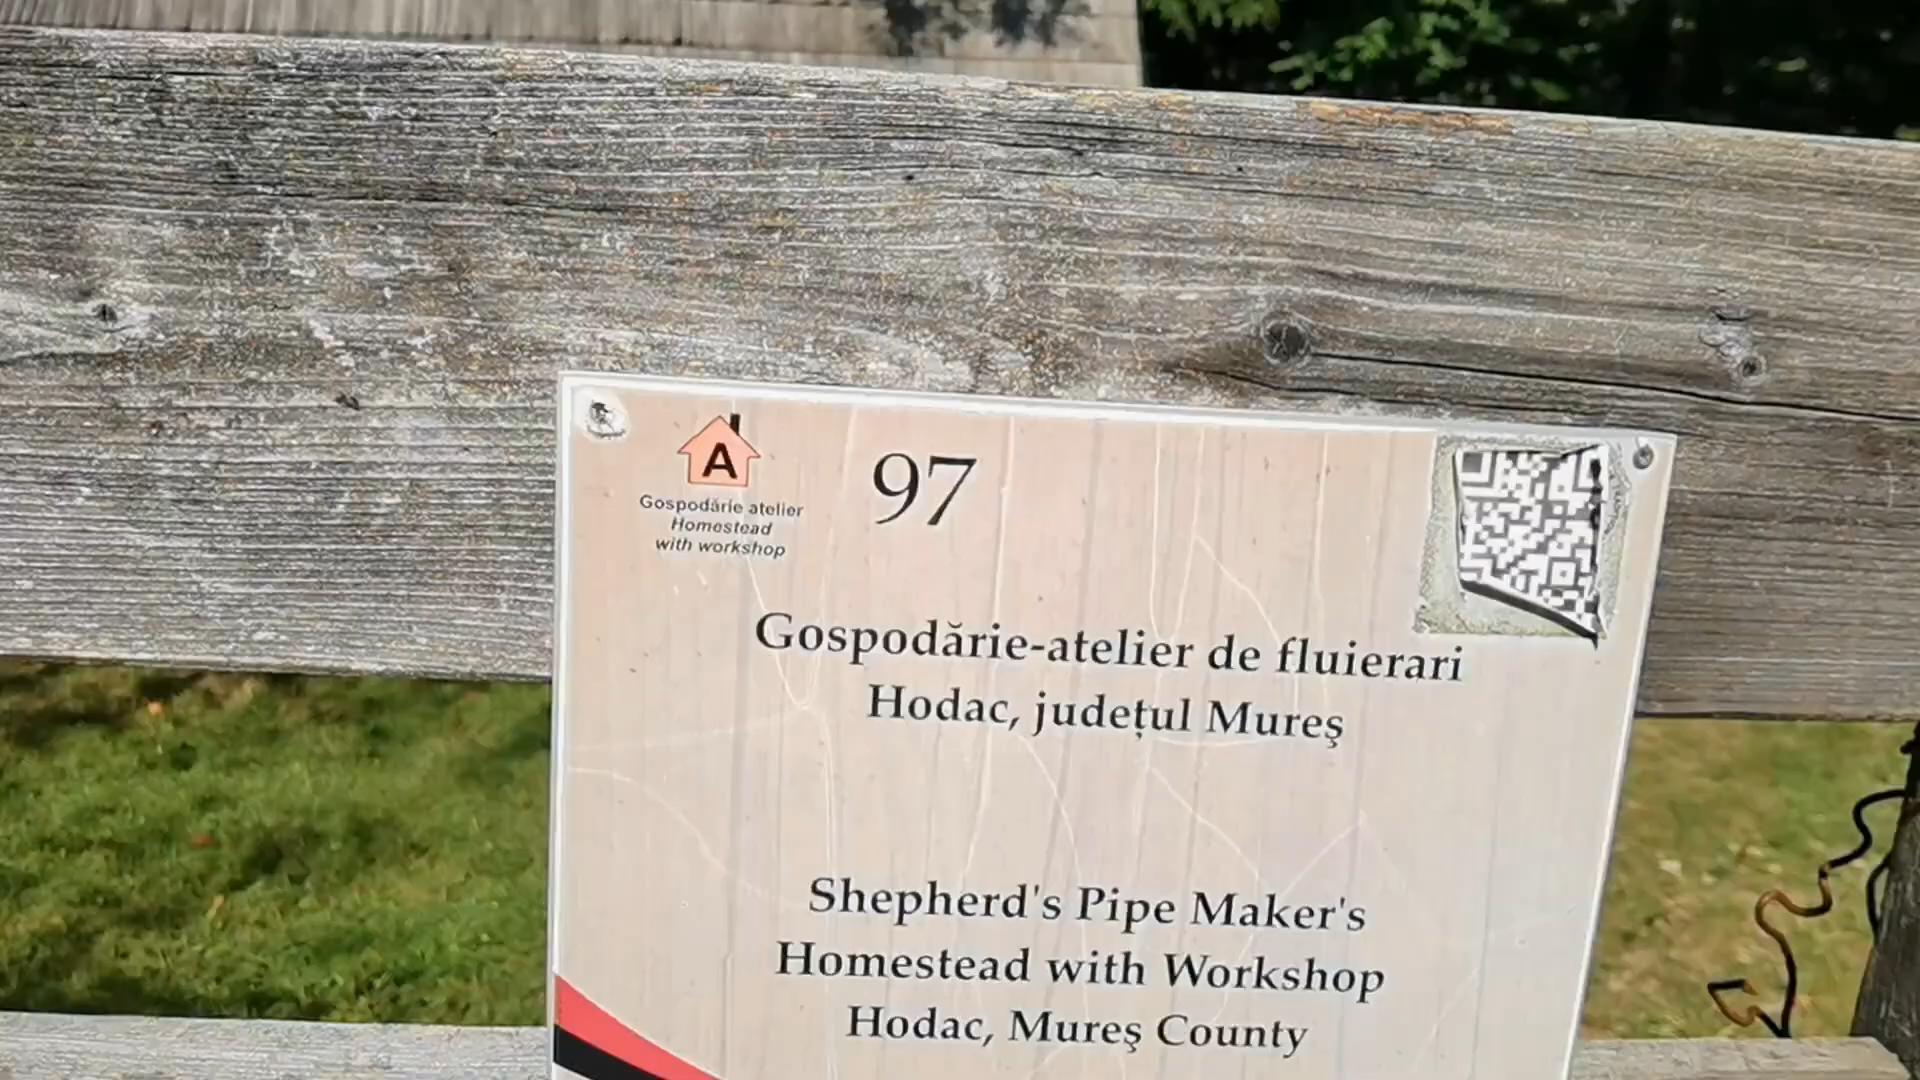 A
Gospodărie atelier
Homestead
with workshop
97
Gospodărie-atelier de fluierari
Hodac, județul Mureş
Shepherd's Pipe Maker's
Homestead with Workshop
Hodac, Mureş County